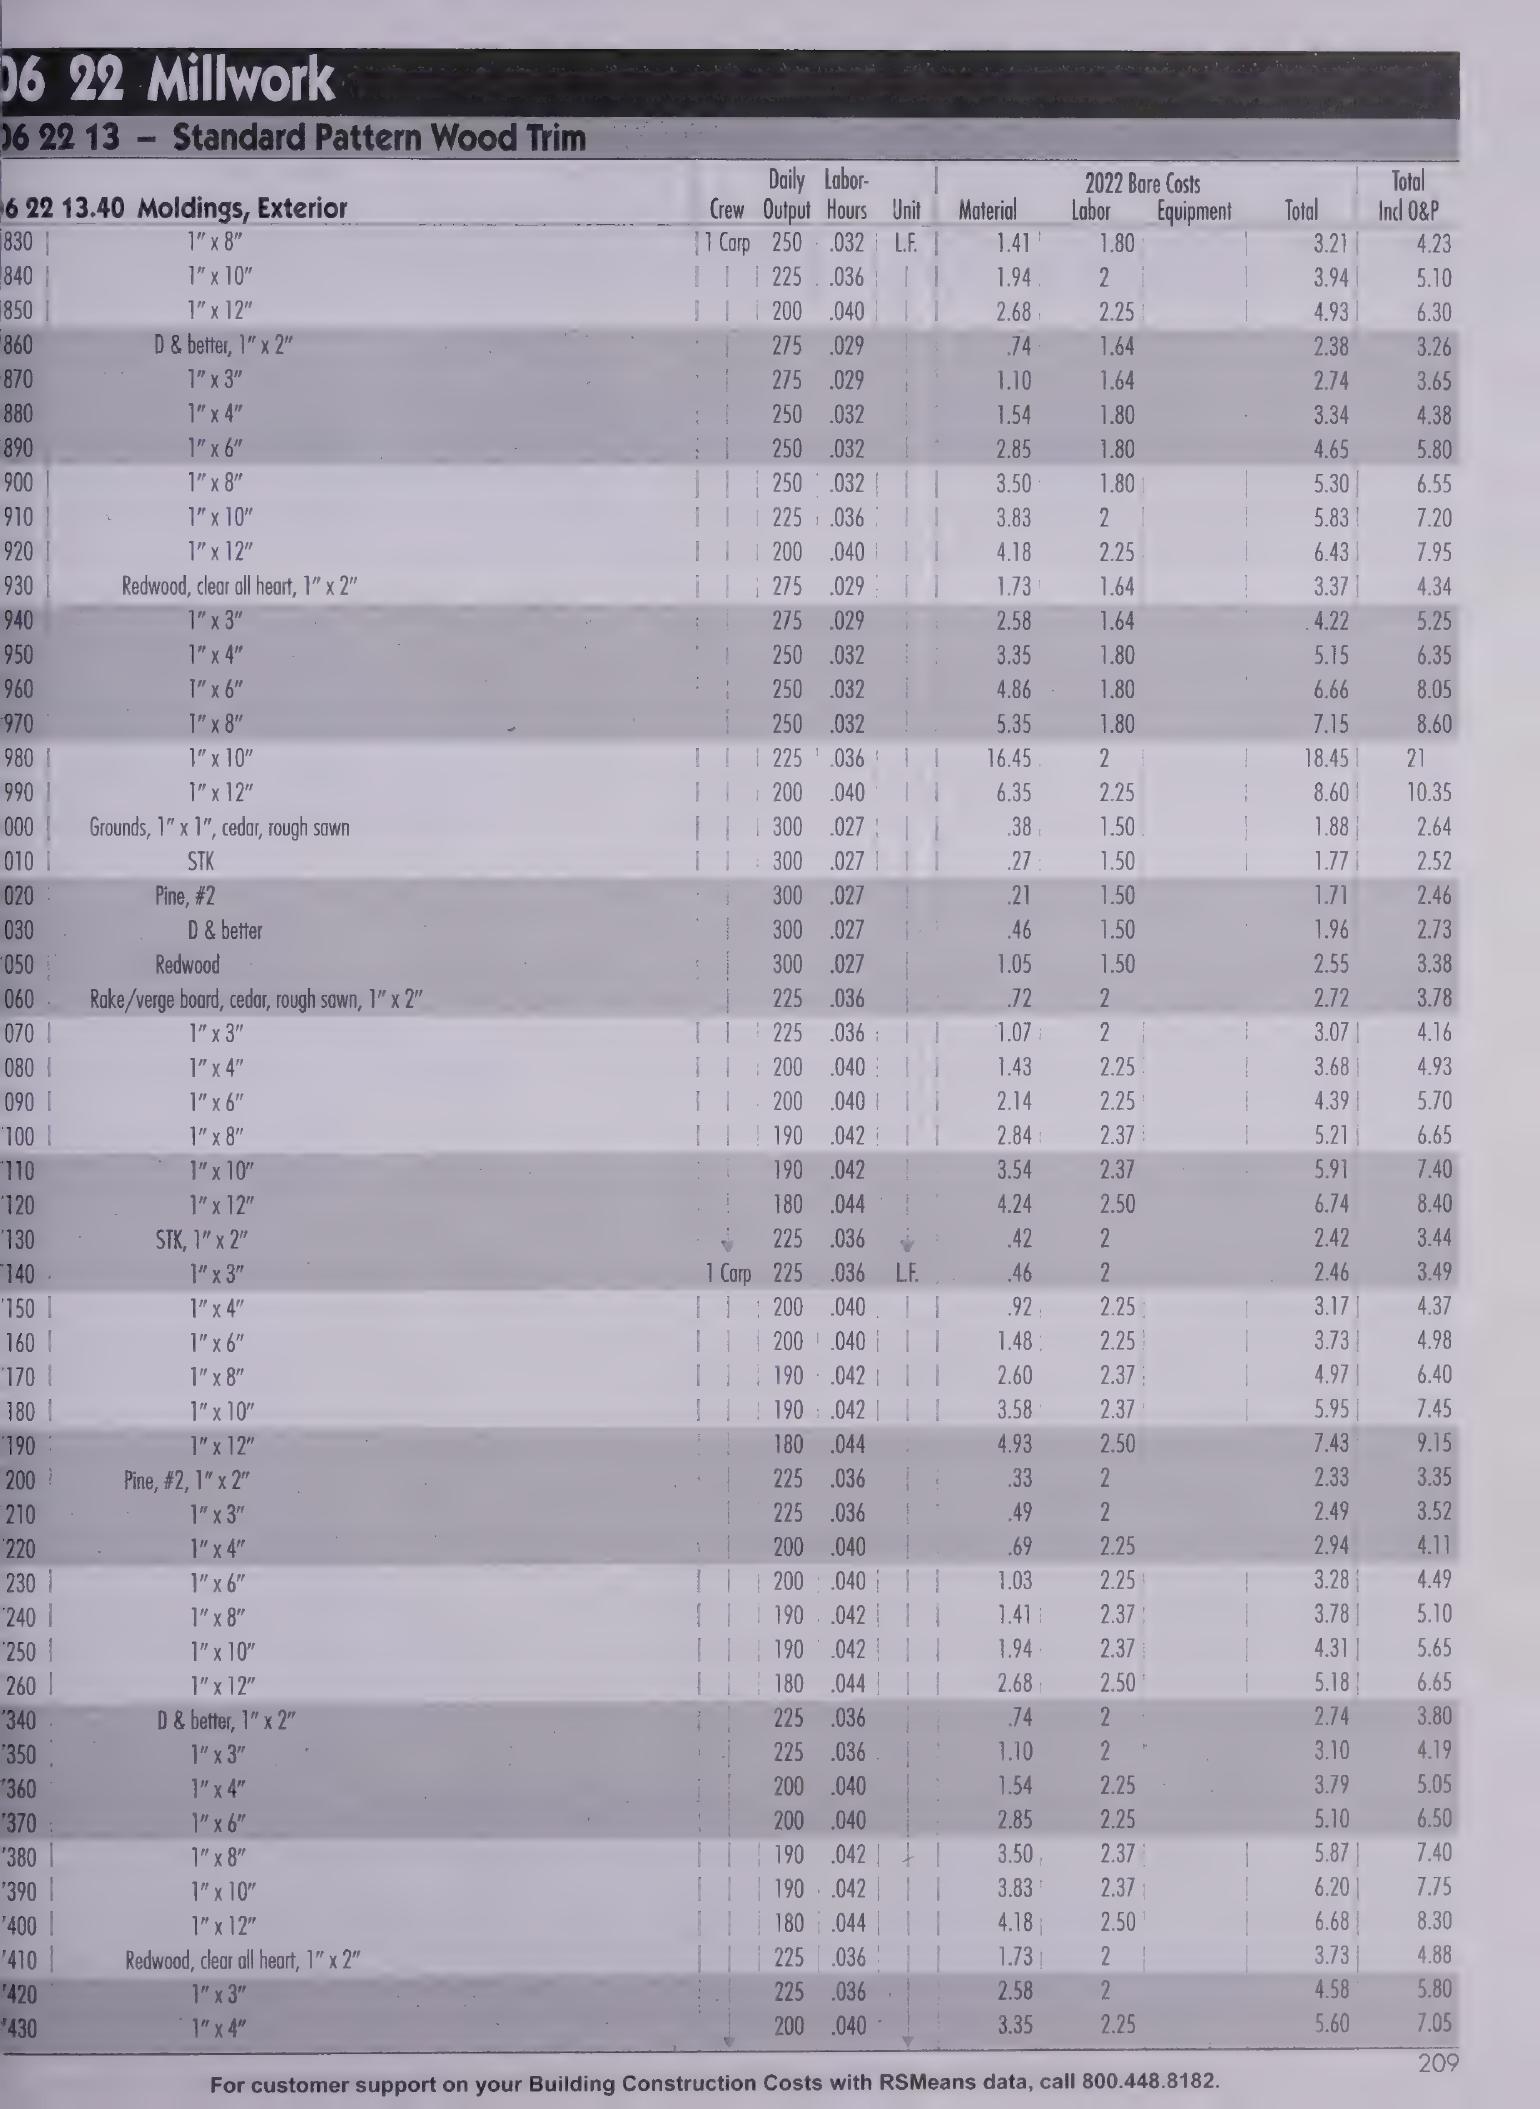 06 22 Millwork
06 22 13 – Standard Pattern Wood Trim
Daily Labor- 2022 Bare Costs Total
6 22 13.40 Moldings, Exterior Crew Output Hours Unit Material Labor Equipment Total Incl O&P
830 1" x 8" 1 Carp 250 .032 L.F. 1.41 1.80 3.21 4.23
840 1" x 10" 225 .036 1.94 2 3.94 5.10
850 1" x 12" 200 .040 2.68 2.25 4.93 6.30
860 D & better, 1" x 2" 275 .029 .74 1.64 2.38 3.26
870 1" x 3" 275 .029 1.10 1.64 2.74 3.65
880 1" x 4" 250 .032 1.54 1.80 3.34 4.38
890 1" x 6" 250 .032 2.85 1.80 4.65 5.80
900 1" x 8" 250 .032 3.50 1.80 5.30 6.55
910 1" x 10" 225 .036 3.83 2 5.83 7.20
920 1" x 12" 200 .040 4.18 2.25 6.43 7.95
930 Redwood, clear all heart, 1" x 2" 275 .029 1.73 1.64 3.37 4.34
940 1" x 3" 275 .029 2.58 1.64 4.22 5.25
950 1" x 4" 250 .032 3.35 1.80 5.15 6.35
960 1" x 6" 250 .032 4.86 1.80 6.66 8.05
970 1" x 8" 250 .032 5.35 1.80 7.15 8.60
980 1" x 10" 225 .036 16.45 2 18.45 21
990 1" x 12" 200 .040 6.35 2.25 8.60 10.35
000 Grounds, 1" x 1", cedar, rough sawn 300 .027 .38 1.50 1.88 2.64
010 STK 300 .027 .27 1.50 1.77 2.52
020 Pine, #2 300 .027 .21 1.50 1.71 2.46
030 D & better 300 .027 .46 1.50 1.96 2.73
050 Redwood 300 .027 1.05 1.50 2.55 3.38
060 Rake/verge board, cedar, rough sawn, 1" x 2" 225 .036 .72 2 2.72 3.78
070 1" x 3" 225 .036 1.07 2 3.07 4.16
080 1" x 4" 200 .040 1.43 2.25 3.68 4.93
090 1" x 6" 200 .040 2.14 2.25 4.39 5.70
100 1" x 8" 190 .042 2.84 2.37 5.21 6.65
110 1" x 10" 190 .042 3.54 2.37 5.91 7.40
120 1" x 12" 180 .044 4.24 2.50 6.74 8.40
130 STK, 1" x 2" 225 .036 .42 2 2.42 3.44
140 1" x 3" 1 Carp 225 .036 L.F. .46 2 2.46 3.49
150 1" x 4" 200 .040 .92 2.25 3.17 4.37
160 1" x 6" 200 .040 1.48 2.25 3.73 4.98
170 1" x 8" 190 .042 2.60 2.37 4.97 6.40
180 1" x 10" 190 .042 3.58 2.37 5.95 7.45
190 1" x 12" 180 .044 4.93 2.50 7.43 9.15
200 Pine, #2, 1" x 2" 225 .036 .33 2 2.33 3.35
210 1" x 3" 225 .036 .49 2 2.49 3.52
220 1" x 4" 200 .040 .69 2.25 2.94 4.11
230 1" x 6" 200 .040 1.03 2.25 3.28 4.49
240 1" x 8" 190 .042 1.41 2.37 3.78 5.10
250 1" x 10" 190 .042 1.94 2.37 4.31 5.65
260 1" x 12" 180 .044 2.68 2.50 5.18 6.65
340 D & better, 1" x 2" 225 .036 .74 2 2.74 3.80
350 1" x 3" 225 .036 1.10 2 3.10 4.19
360 1" x 4" 200 .040 1.54 2.25 3.79 5.05
370 1" x 6" 200 .040 2.85 2.25 5.10 6.50
380 1" x 8" 190 .042 3.50 2.37 5.87 7.40
390 1" x 10" 190 .042 3.83 2.37 6.20 7.75
400 1" x 12" 180 .044 4.18 2.50 6.68 8.30
410 Redwood, clear all heart, 1" x 2" 225 .036 1.73 2 3.73 4.88
420 1" x 3" 225 .036 2.58 2 4.58 5.80
430 1" x 4" 200 .040 3.35 2.25 5.60 7.05
209
For customer support on your Building Construction Costs with RSMeans data, call 800.448.8182.